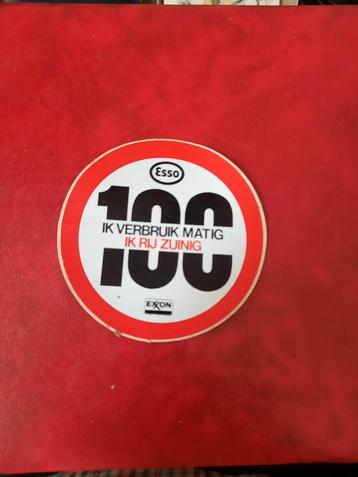 Esso
100
IK VERBRUIK MATIG
IK RIJ ZUINIG
EXXON